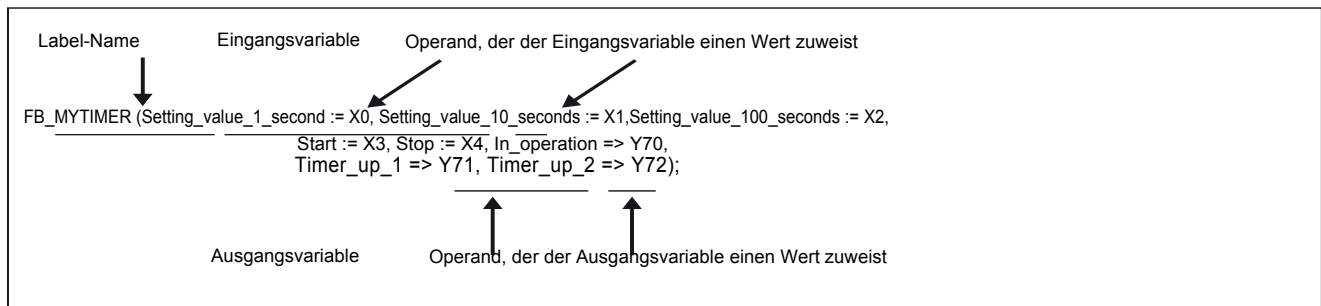 Label-Name Eingangsvariable Operand, der der Eingangsvariable einen Wert zuweist
FB_MYTIMER (Setting_value_1_second := X0, Setting_value_10_seconds := X1,Setting_value_100_seconds := X2,
Start := X3, Stop := X4, In_operation => Y70,
Timer_up_1 => Y71, Timer_up_2 => Y72);
Ausgangsvariable Operand, der der Ausgangsvariable einen Wert zuweist